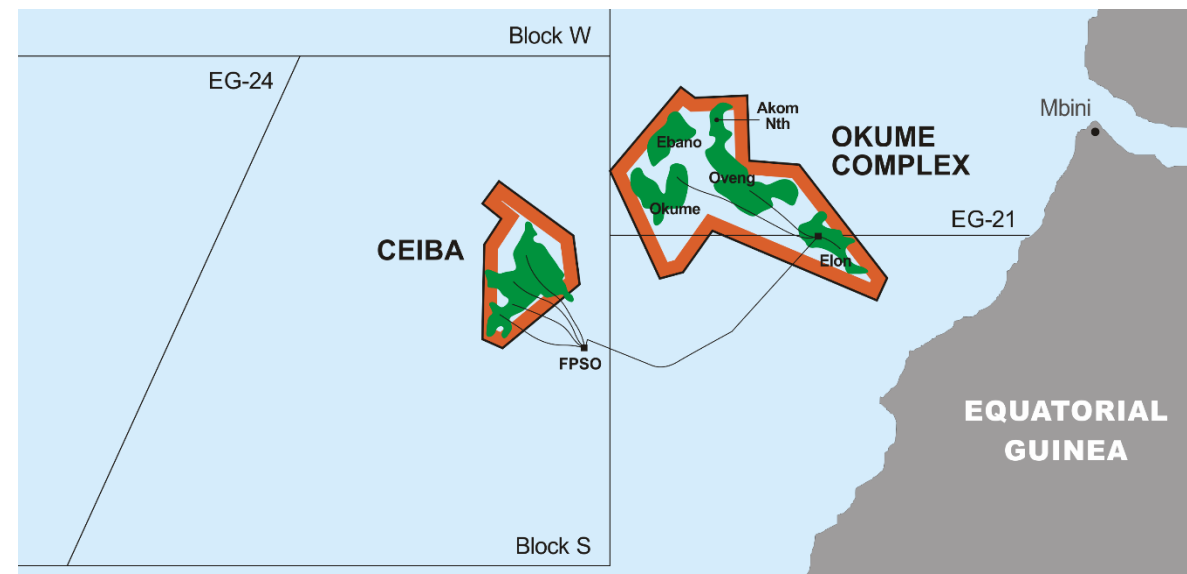 Block W
EG-24
Akom
Nth
Mbini
Ebano
OKUME
COMPLEX
Oveng
Okume
EG-21
CEIBA
Elon
FPSO
EQUATORIAL
GUINEA
Block S